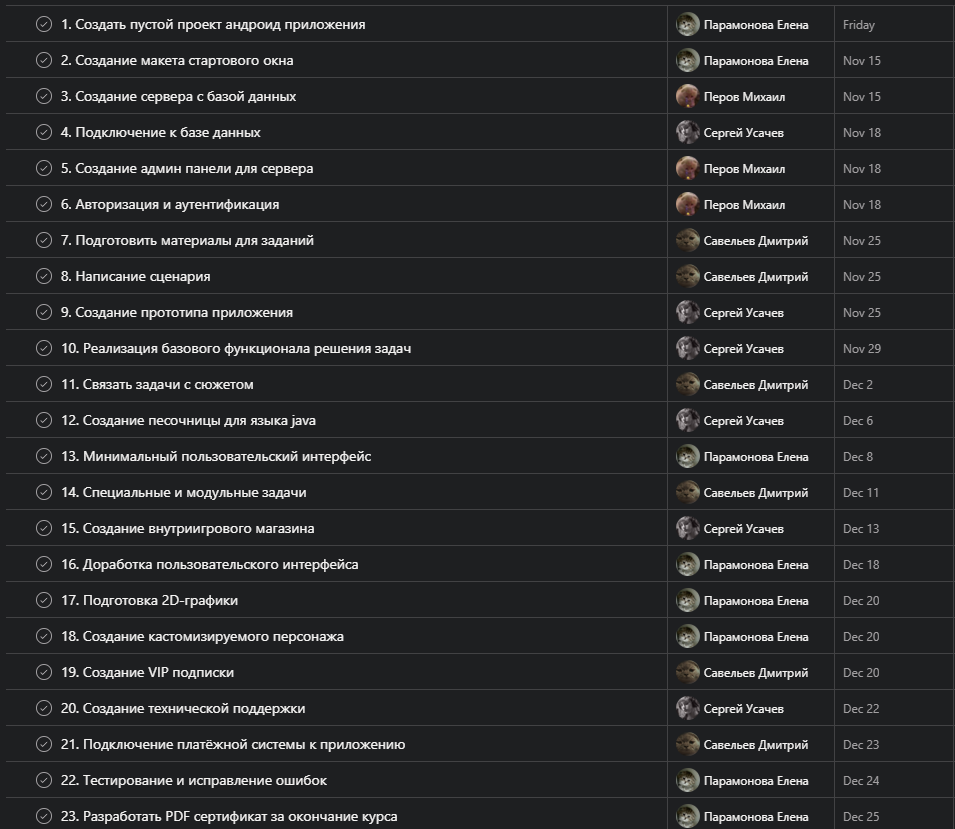 1. Создать пустой проект андроид приложения Парамонова Елена Friday
2. Создание макета стартового окна Парамонова Елена Nov 15
3. Создание сервера с базой данных Перов Михаил Nov 15
4. Подключение к базе данных Сергей Усачев Nov 18
5. Создание админ панели для сервера Перов Михаил Nov 18
6. Авторизация и аутентификация Перов Михаил Nov 18
7. Подготовить материалы для заданий Савельев Дмитрий Nov 25
8. Написание сценария Савельев Дмитрий Nov 25
9. Создание прототипа приложения Сергей Усачев Nov 25
10. Реализация базового функционала решения задач Сергей Усачев Nov 29
11. Связать задачи с сюжетом Савельев Дмитрий Dec 2
12. Создание песочницы для языка java Сергей Усачев Dec 6
13. Минимальный пользовательский интерфейс Парамонова Елена Dec 8
14. Специальные и модульные задачи Савельев Дмитрий Dec 11
15. Создание внутриигрового магазина Сергей Усачев Dec 13
16. Доработка пользовательского интерфейса Парамонова Елена Dec 18
17. Подготовка 2D-графики Парамонова Елена Dec 20
18. Создание кастомизируемого персонажа Парамонова Елена Dec 20
19. Создание VIP подписки Савельев Дмитрий Dec 20
20. Создание технической поддержки Сергей Усачев Dec 22
21. Подключение платёжной системы к приложению Савельев Дмитрий Dec 23
22. Тестирование и исправление ошибок Парамонова Елена Dec 24
23. Разработать PDF сертификат за окончание курса Парамонова Елена Dec 25